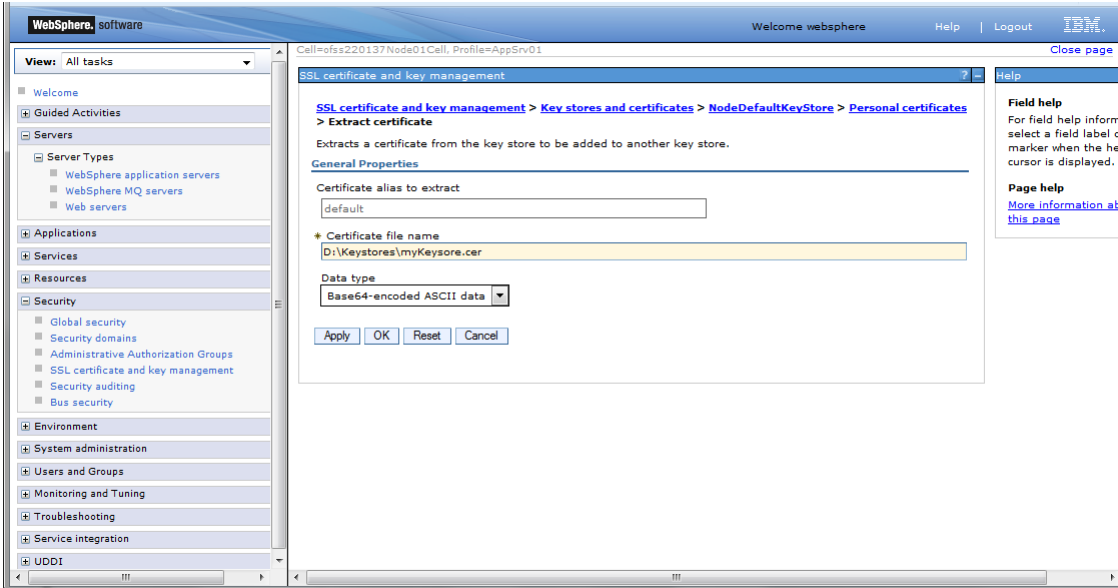 WebSphere. software
Welcome websphere
Help | Logout
IBM.
View: All tasks
Welcome
Guided Activities
Servers
Server Types
WebSphere application servers
WebSphere MQ servers
Web servers
Applications
Services
Resources
Security
Global security
Security domains
Administrative Authorization Groups
SSL certificate and key management
Security auditing
Bus security
Environment
System administration
Users and Groups
Monitoring and Tuning
Troubleshooting
Service integration
UDDI
Cell=ofss220137Node01Cell, Profile=AppSrv01
Close page
SSL certificate and key management
? -
SSL certificate and key management > Key stores and certificates > NodeDefaultKeyStore > Personal certificates
> Extract certificate
Extracts a certificate from the key store to be added to another key store.
General Properties
Certificate alias to extract
default
* Certificate file name
D:\Keystores\myKeysore.cer
Data type
Base64-encoded ASCII data
Apply OK Reset Cancel
Help
Field help
For field help inform
select a field label o
marker when the he
cursor is displayed.
Page help
More information ab
this page